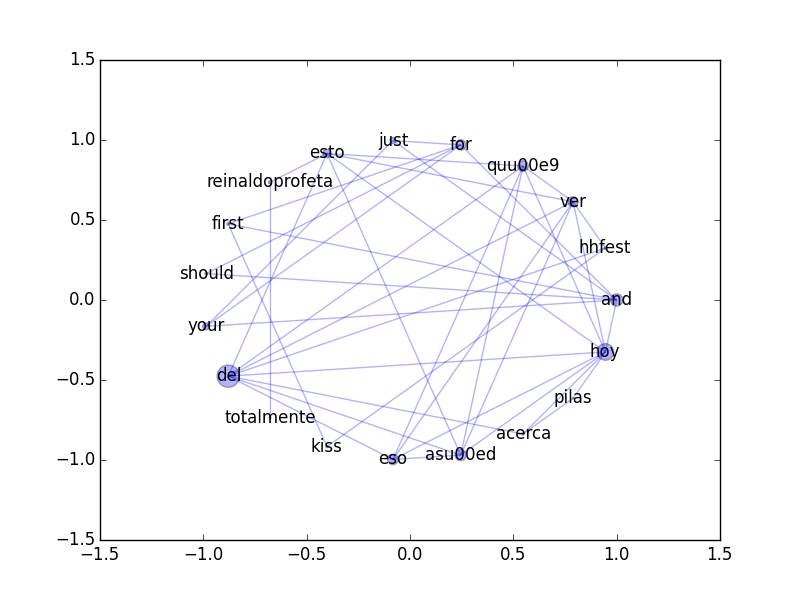 1.5
just
for
esto
quu00e9
1.0
reinaldoprofeta
ver
first
0.5
hhfest
should
and
0.0
your
hoy
del
−0.5
pilas
totalmente
acerca
kiss
eso
asu00ed
−1.0
−1.5
−1.5 −1.0 −0.5 0.0 0.5 1.0 1.5